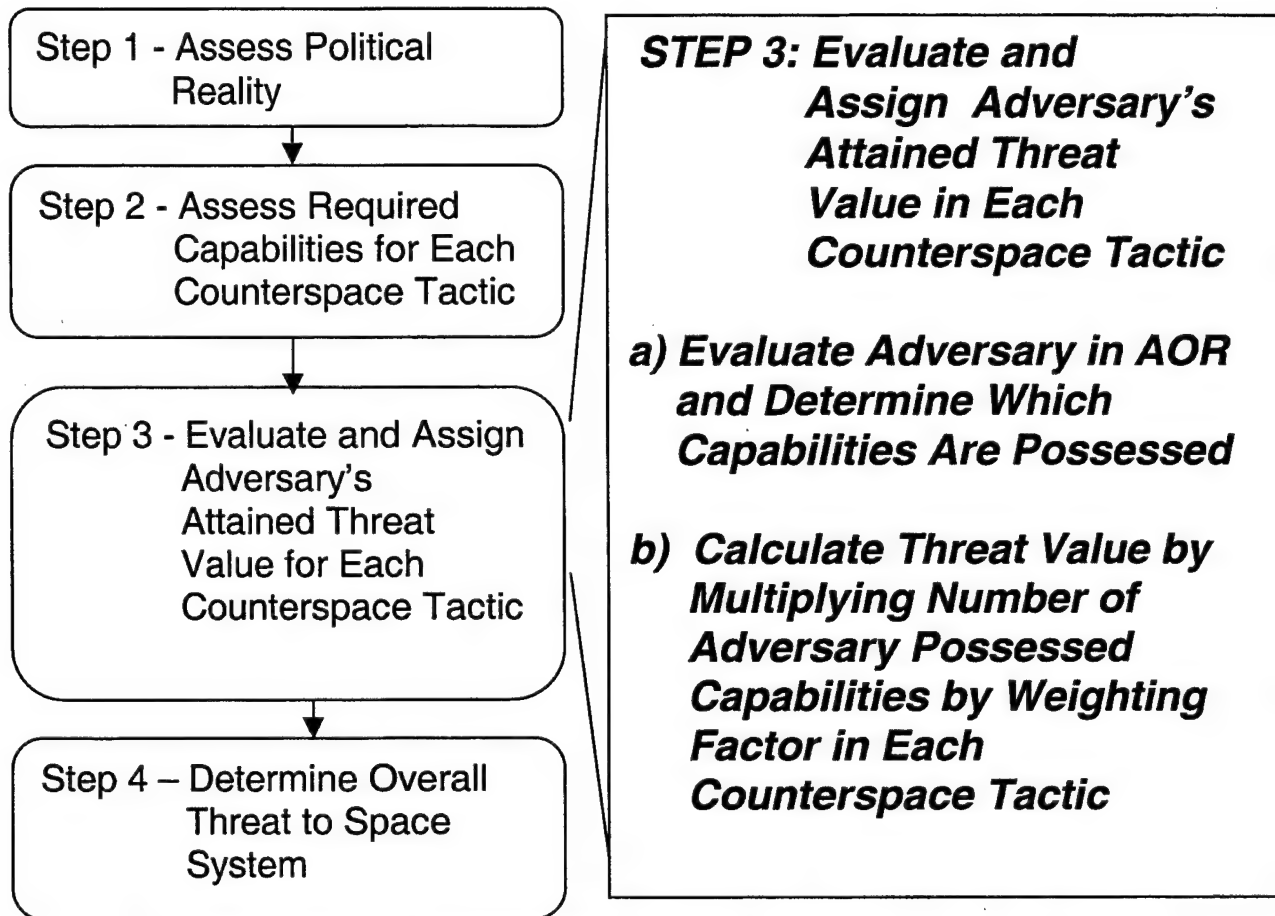 Step 1 - Assess Political
Reality
Step 2 - Assess Required
Capabilities for Each
Counterspace Tactic
Step 3 - Evaluate and Assign
Adversary's
Attained Threat
Value for Each
Counterspace Tactic
Step 4 – Determine Overall
Threat to Space
System
STEP 3: Evaluate and
Assign Adversary's
Attained Threat
Value in Each
Counterspace Tactic
a) Evaluate Adversary in AOR
and Determine Which
Capabilities Are Possessed
b) Calculate Threat Value by
Multiplying Number of
Adversary Possessed
Capabilities by Weighting
Factor in Each
Counterspace Tactic